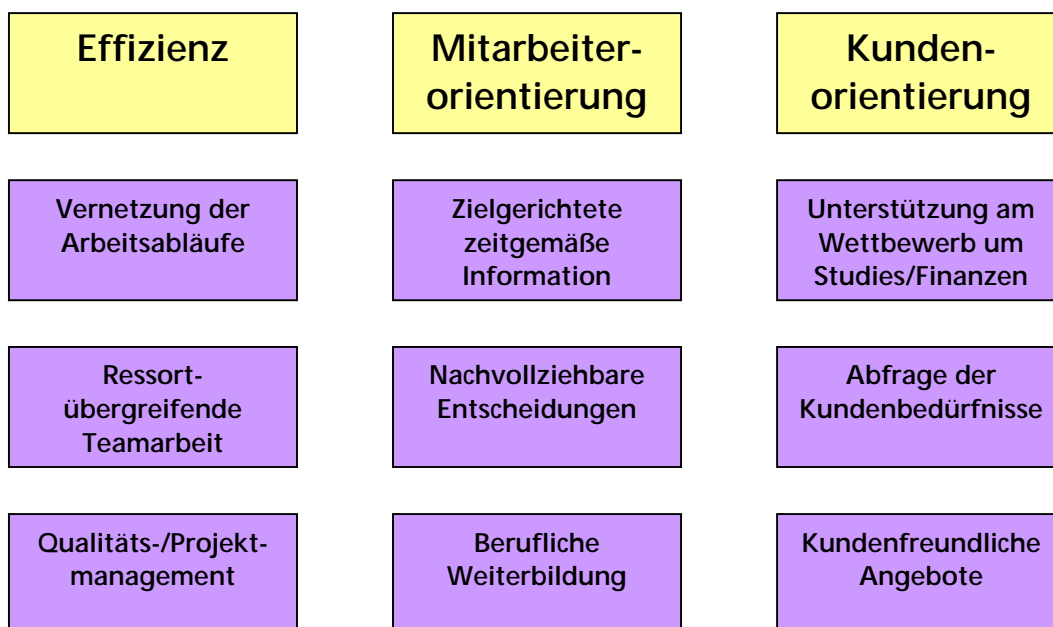 Effizienz
Mitarbeiter-
orientierung
Kunden-
orientierung
Vernetzung der
Arbeitsabläufe
Zielgerichtete
zeitgemäße
Information
Unterstützung am
Wettbewerb um
Studies/Finanzen
Ressort-
übergreifende
Teamarbeit
Nachvollziehbare
Entscheidungen
Abfrage der
Kundenbedürfnisse
Qualitäts-/Projekt-
management
Berufliche
Weiterbildung
Kundenfreundliche
Angebote